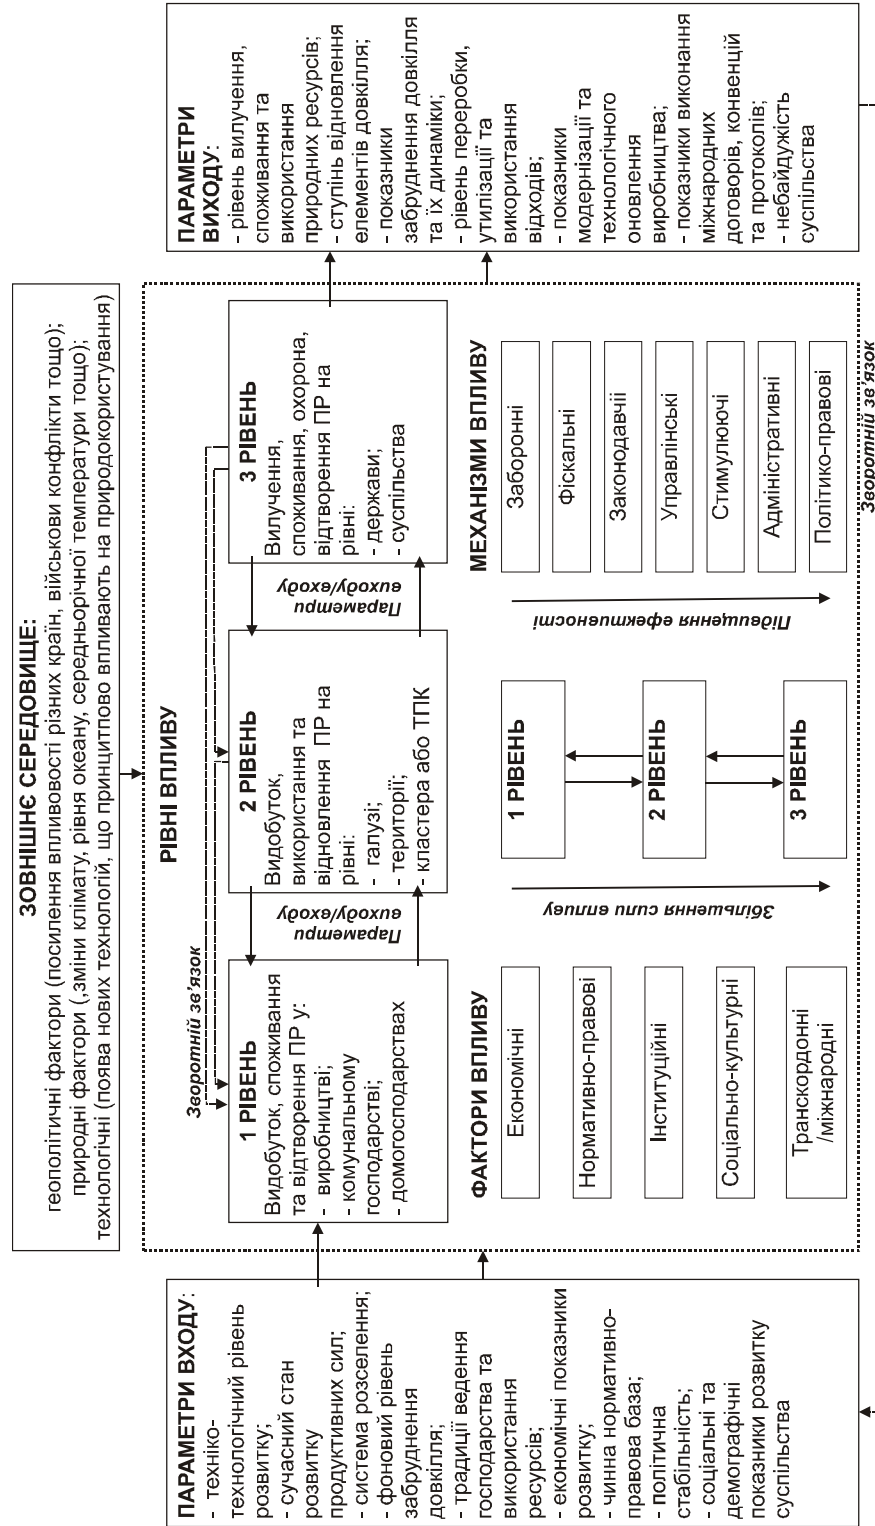 ЗОВНІШНЄ СЕРЕДОВИЩЕ:
геополітичні фактори (посилення впливовості різних країн, військови конфлікти тощо);
природні фактори (,зміни клімату, рівня океану, середньорічної температури тощо);
технологічні (поява нових технологій, що принцитпово впливають на природокористування)
ПАРАМЕТРИ ВХОДУ:
- техніко-
технологічний рівень
розвитку;
- сучасний стан
розвитку
продуктивних сил;
- система розселення;
- фоновий рівень
забруднення
довкілля;
- традиції ведення
господарства та
використання
ресурсів;
- економічні показники
розвитку;
- чинна нормативно-
правова база;
- політична
стабільність;
- соціальні та
демографічні
показники розвитку
суспільства
РІВНІ ВПЛИВУ
Зворотній зв’язок
1 РІВЕНЬ
Видобуток, споживання
та відтворення ПР у:
- виробництві;
- комунальному
господарстві;
- домогосподарствах
Параметри
виходу/входу
2 РІВЕНЬ
Видобуток,
використання та
відновлення ПР на
рівні:
- галузі;
- території;
- кластера або ТПК
Параметри
виходу/входу
3 РІВЕНЬ
Вилучення,
споживання, охорона,
відтворення ПР на
рівні:
- держави;
- суспільства
ФАКТОРИ ВПЛИВУ
Економічні
Нормативно-правові
Інституційні
Соціально-культурні
Транскордонні
/міжнародні
Збільшення сили впливу
1 РІВЕНЬ
2 РІВЕНЬ
3 РІВЕНЬ
Підвищення ефективності
МЕХАНІЗМИ ВПЛИВУ
Заборонні
Фіскальні
Законодавчіі
Управлінські
Стимулюючі
Адміністративні
Політико-правові
Зворотній зв’язок
ПАРАМЕТРИ
ВИХОДУ:
- рівень вилучення,
споживання та
використання
природних ресурсів;
- ступінь відновлення
елементів довкілля;
- показники
забруднення довкілля
та їх динаміки;
- рівень переробки,
утилізації та
використання
відходів;
- показники
модернізації та
технологічного
оновлення
виробництва;
- показники виконання
міжнародних
договорів, конвенцій
та протоколів;
- небайдужість
суспільства